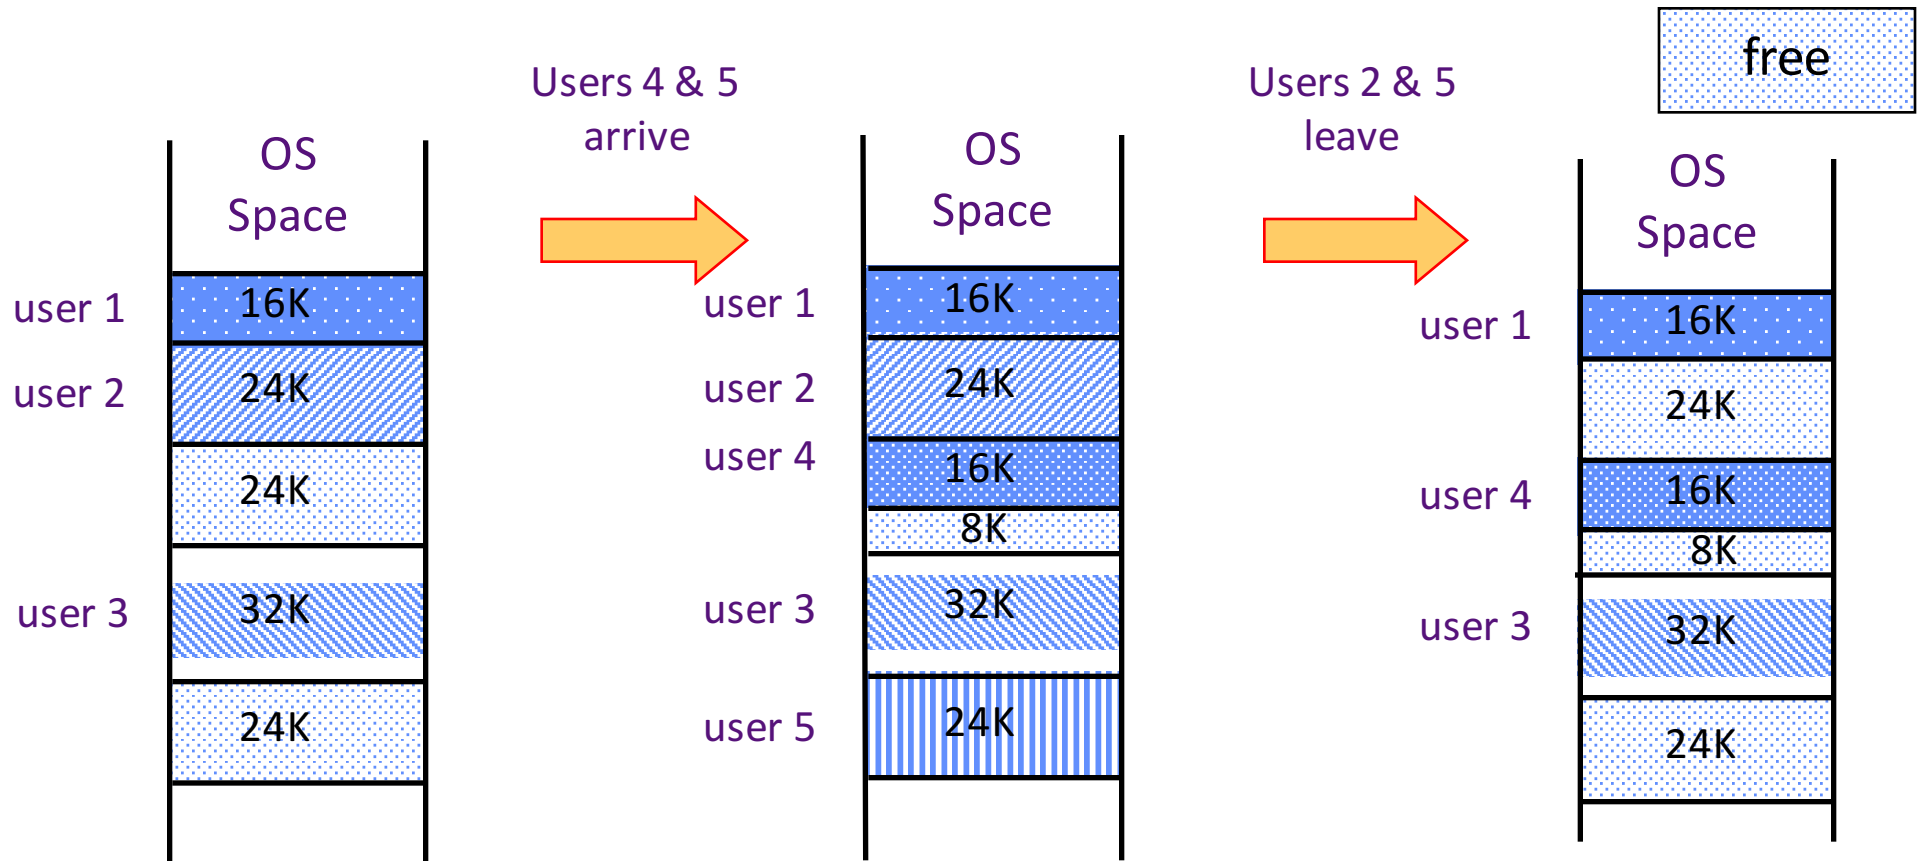 free
Users 4 & 5
arrive
Users 2 & 5
leave
OS
Space
user 1
16K
user 2
24K
24K
user 3
32K
24K
OS
Space
user 1
16K
user 2
24K
user 4
16K
8K
user 3
32K
user 5
24K
OS
Space
user 1
16K
24K
user 4
16K
8K
user 3
32K
24K